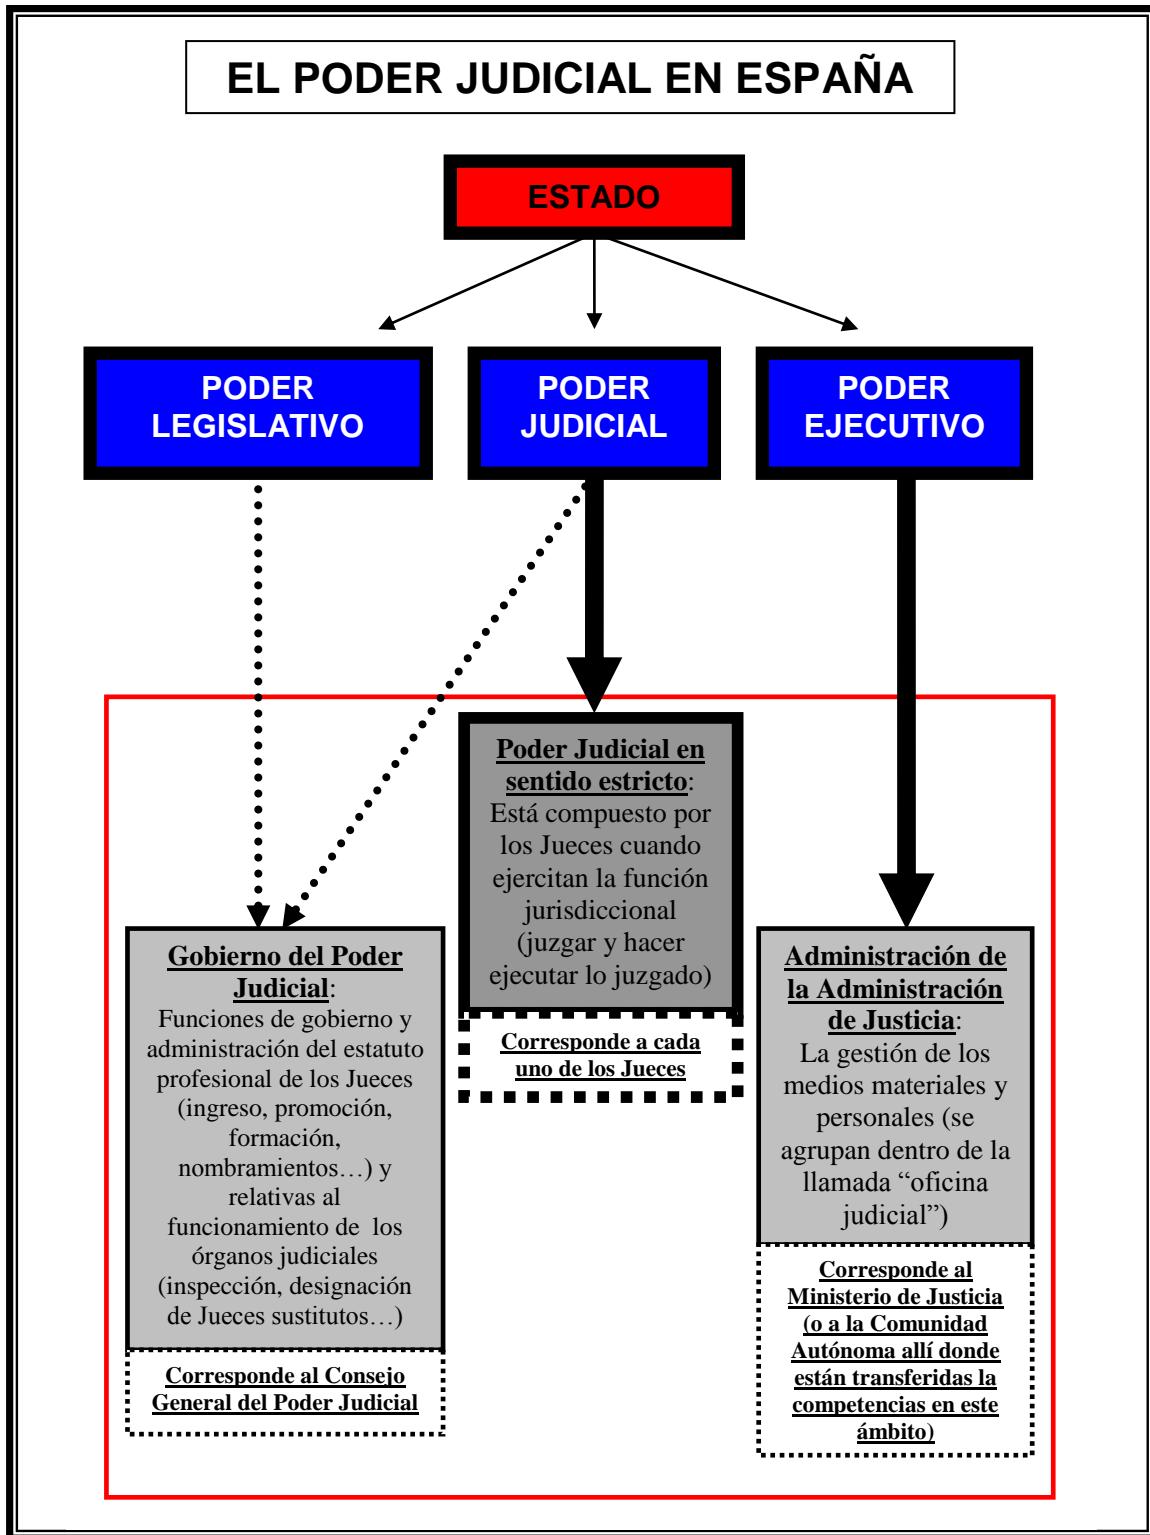 EL PODER JUDICIAL EN ESPAÑA
ESTADO
PODER
LEGISLATIVO
PODER
JUDICIAL
PODER
EJECUTIVO
Poder Judicial en
sentido estricto:
Está compuesto por
los Jueces cuando
ejercitan la función
jurisdiccional
(juzgar y hacer
ejecutar lo juzgado)
Corresponde a cada
uno de los Jueces
Gobierno del Poder
Judicial:
Funciones de gobierno y
administración del estatuto
profesional de los Jueces
(ingreso, promoción,
formación,
nombramientos…) y
relativas al
funcionamiento de los
órganos judiciales
(inspección, designación
de Jueces sustitutos…)
Corresponde al Consejo
General del Poder Judicial
Administración de
la Administración
de Justicia:
La gestión de los
medios materiales y
personales (se
agrupan dentro de la
llamada “oficina
judicial”)
Corresponde al
Ministerio de Justicia
(o a la Comunidad
Autónoma allí donde
están transferidas la
competencias en este
ámbito)